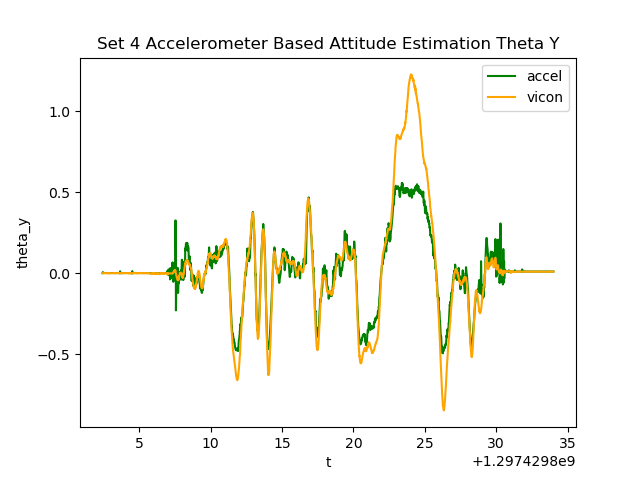 Set 4 Accelerometer Based Attitude Estimation Theta Y
accel
vicon
theta_y
1.0
0.5
0.0
−0.5
5 10 15 20 25 30 35
t
+1.2974298e9